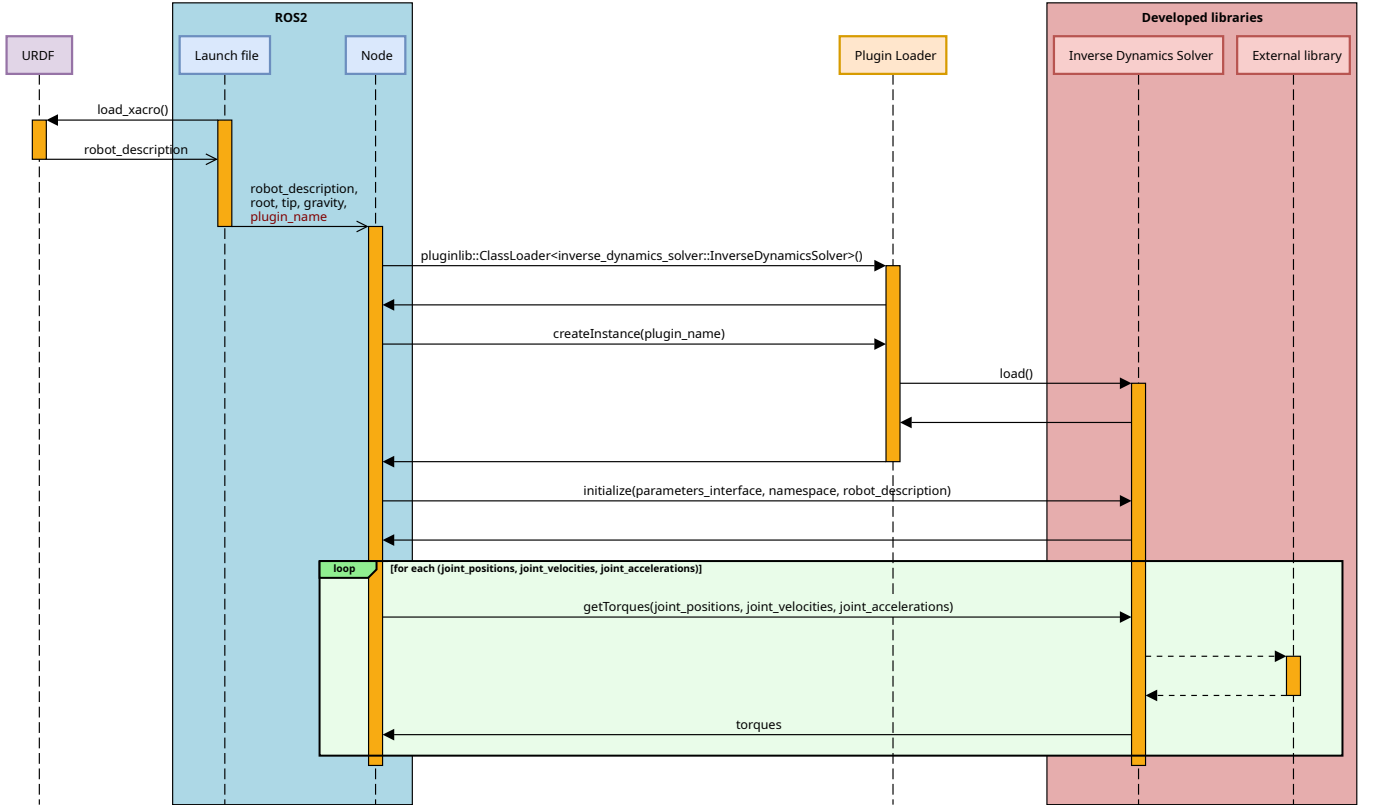 ROS2
Developed libraries
URDF
Launch file
Node
Plugin Loader
Inverse Dynamics Solver
External library
load_xacro()
robot_description
robot_description,
root, tip, gravity,
plugin_name
pluginlib::ClassLoader<inverse_dynamics_solver::InverseDynamicsSolver>()
createInstance(plugin_name)
load()
initialize(parameters_interface, namespace, robot_description)
loop
[for each (joint_positions, joint_velocities, joint_accelerations)]
getTorques(joint_positions, joint_velocities, joint_accelerations)
torques